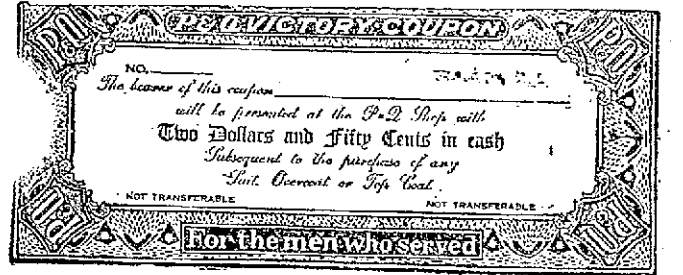 P&Q VICTORY COUPON
P&Q
P&Q
NO.
The bearer of this coupon
will be presented at the P&Q Shops with
Two Dollars and Fifty Cents in cash
Subsequent to the purchase of any
Suit, Overcoat or Top Coat.
NOT TRANSFERABLE NOT TRANSFERABLE
P&Q
P&Q
For the men who served